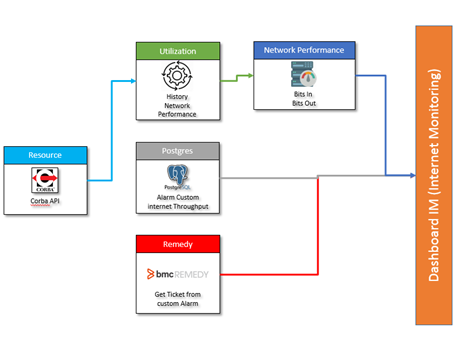 Utilization
History
Network
Performance
Network Performance
Bits In
Bits Out
Resource
CORBA
Corba API
Postgres
PostgreSQL
Alarm Custom
internet Throughput
Remedy
bmc REMEDY
Get Ticket from
custom Alarm
Dashboard IM (Internet Monitoring)